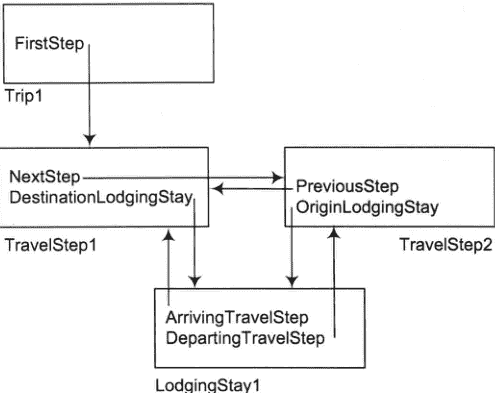 FirstStep
Trip1
NextStep
DestinationLodgingStay
TravelStep1
PreviousStep
OriginLodgingStay
TravelStep2
ArrivingTravelStep
DepartingTravelStep
LodgingStay1